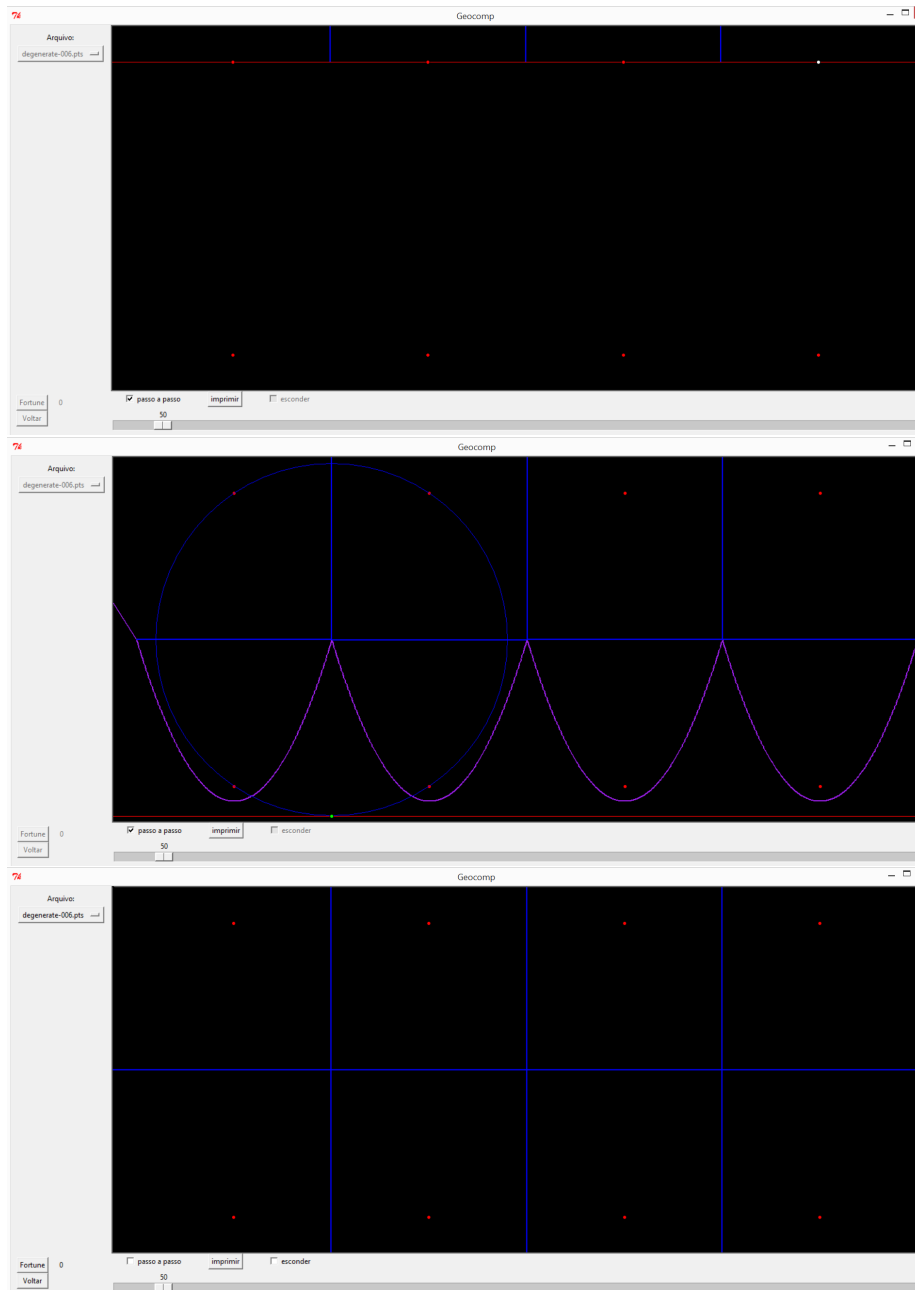 Geocomp
Arquivo:
degenerate-006.pts
Fortune 0
passo a passo imprimir esconder
Voltar
50
Geocomp
Arquivo:
degenerate-006.pts
Fortune 0
passo a passo imprimir esconder
Voltar
50
Geocomp
Arquivo:
degenerate-006.pts
Fortune 0
passo a passo imprimir esconder
Voltar
50